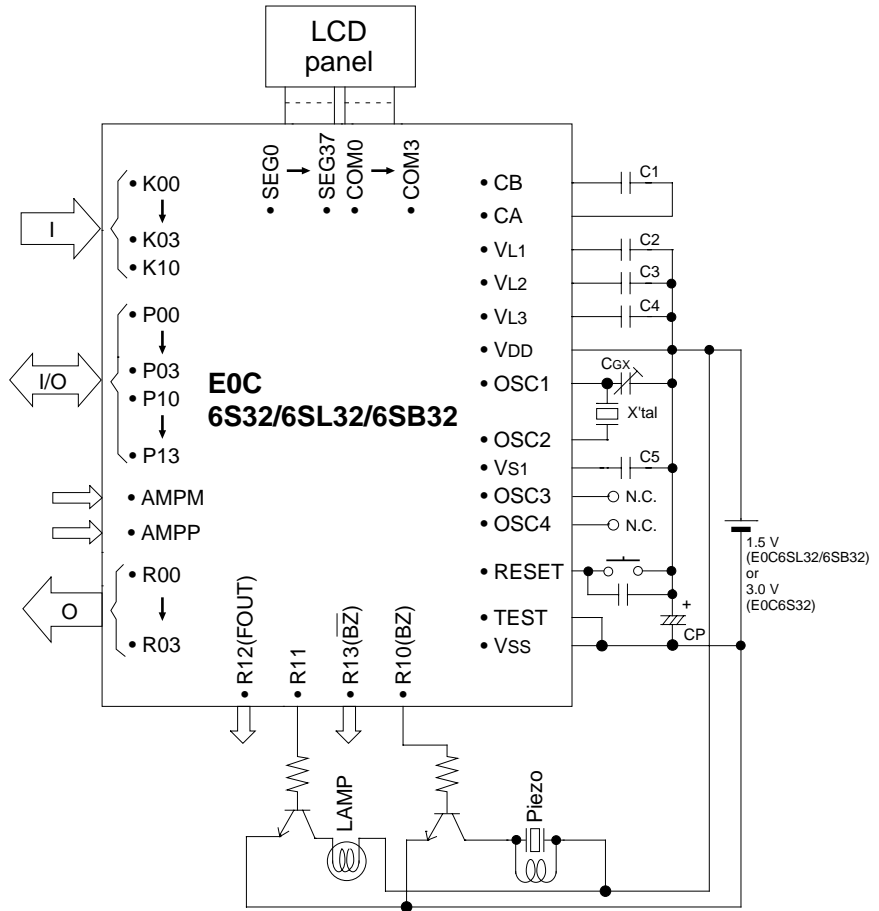 LCD
panel
SEG0
SEG37
COM0
COM3
K00
K03
K10
I
P00
P03
P10
P13
I/O
AMPM
AMPP
R00
R03
O
E0C
6S32/6SL32/6SB32
CB
CA
VL1
VL2
VL3
VDD
OSC1
OSC2
VS1
OSC3
OSC4
RESET
TEST
VSS
C1
C2
C3
C4
CGX
X'tal
C5
N.C.
N.C.
+
CP
1.5 V
(E0C6SL32/6SB32)
or
3.0 V
(E0C6S32)
R12(FOUT)
R11
R13(BZ)
R10(BZ)
LAMP
Piezo